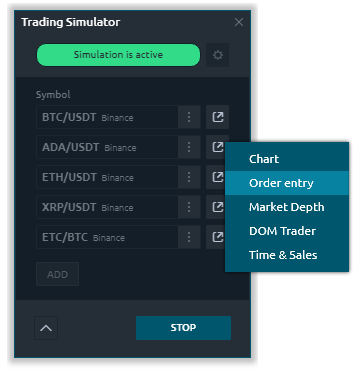 Trading Simulator
Simulation is active
Symbol
BTC/USDT Binance
ADA/USDT Binance
Chart
ETH/USDT Binance
Order entry
XRP/USDT Binance
Market Depth
ETC/BTC Binance
DOM Trader
Time & Sales
ADD
STOP